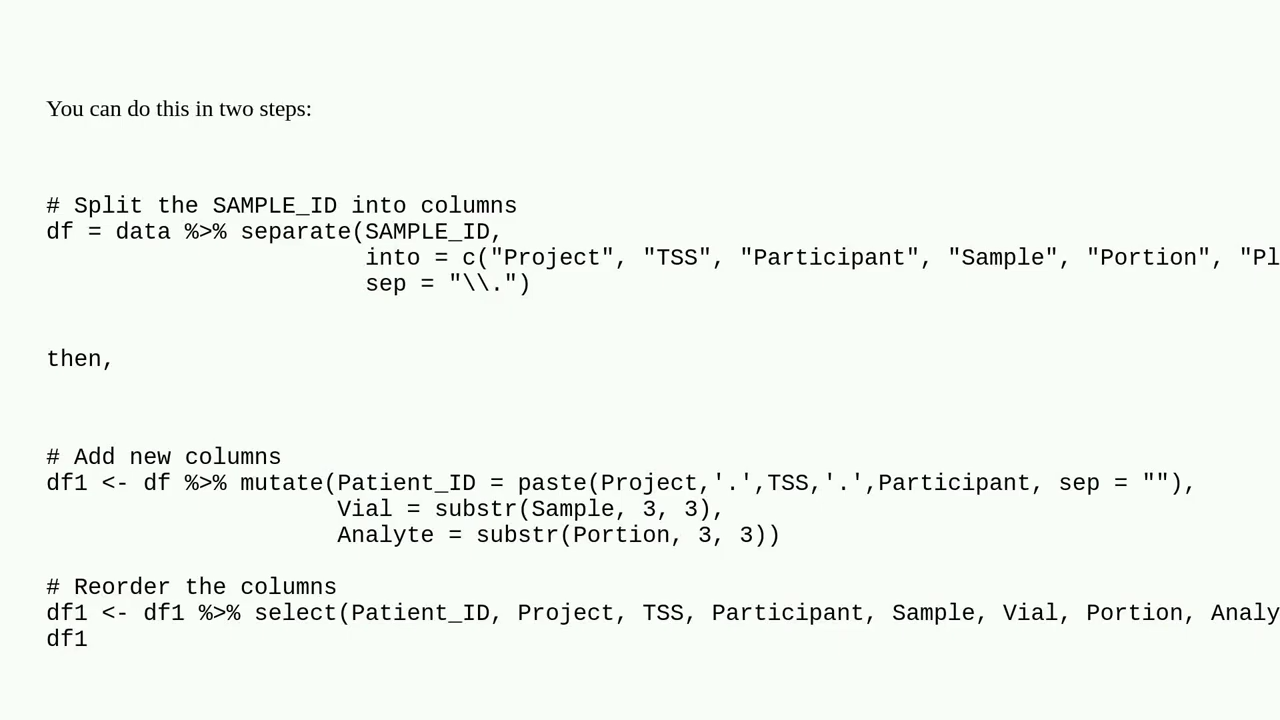 You can do this in two steps:
# Split the SAMPLE_ID into columns
df = data %>% separate(SAMPLE_ID,
into = c("Project", "TSS", "Participant", "Sample", "Portion", "Pl
sep = "\\.")
then,
# Add new columns
df1 <- df %>% mutate(Patient_ID = paste(Project,'.',TSS,'.',Participant, sep = ""),
Vial = substr(Sample, 3, 3),
Analyte = substr(Portion, 3, 3))
# Reorder the columns
df1 <- df1 %>% select(Patient_ID, Project, TSS, Participant, Sample, Vial, Portion, Analy
df1